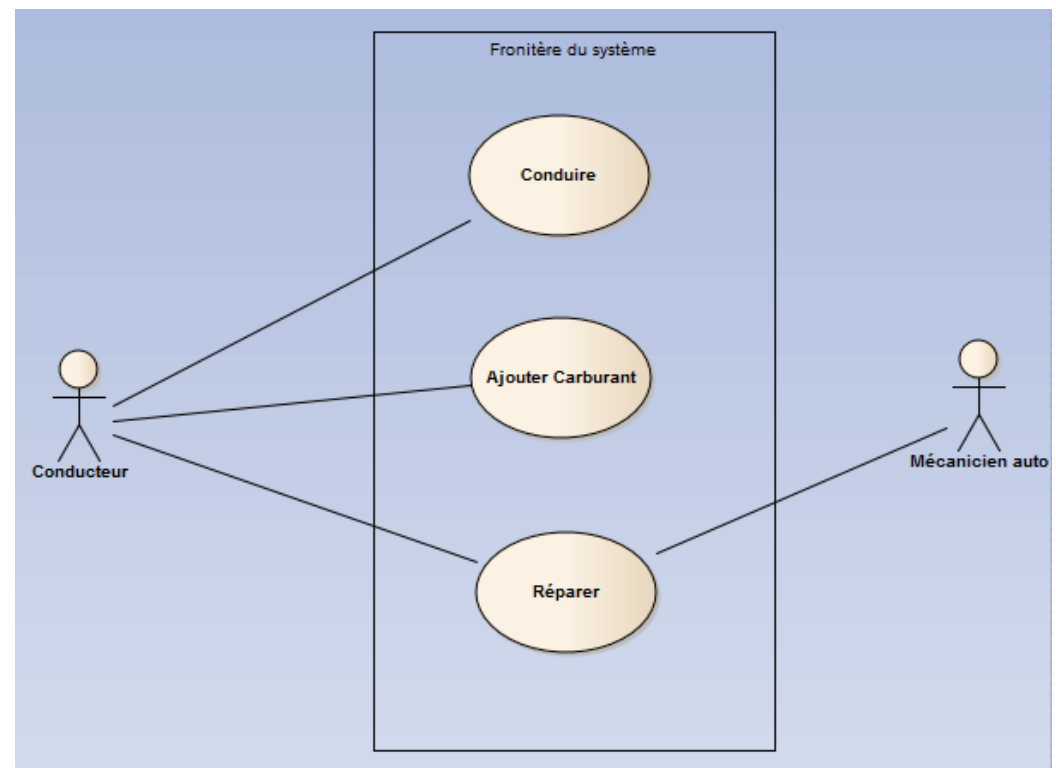 Fronitère du système
Conduire
Ajouter Carburant
Conducteur
Mécanicien auto
Réparer